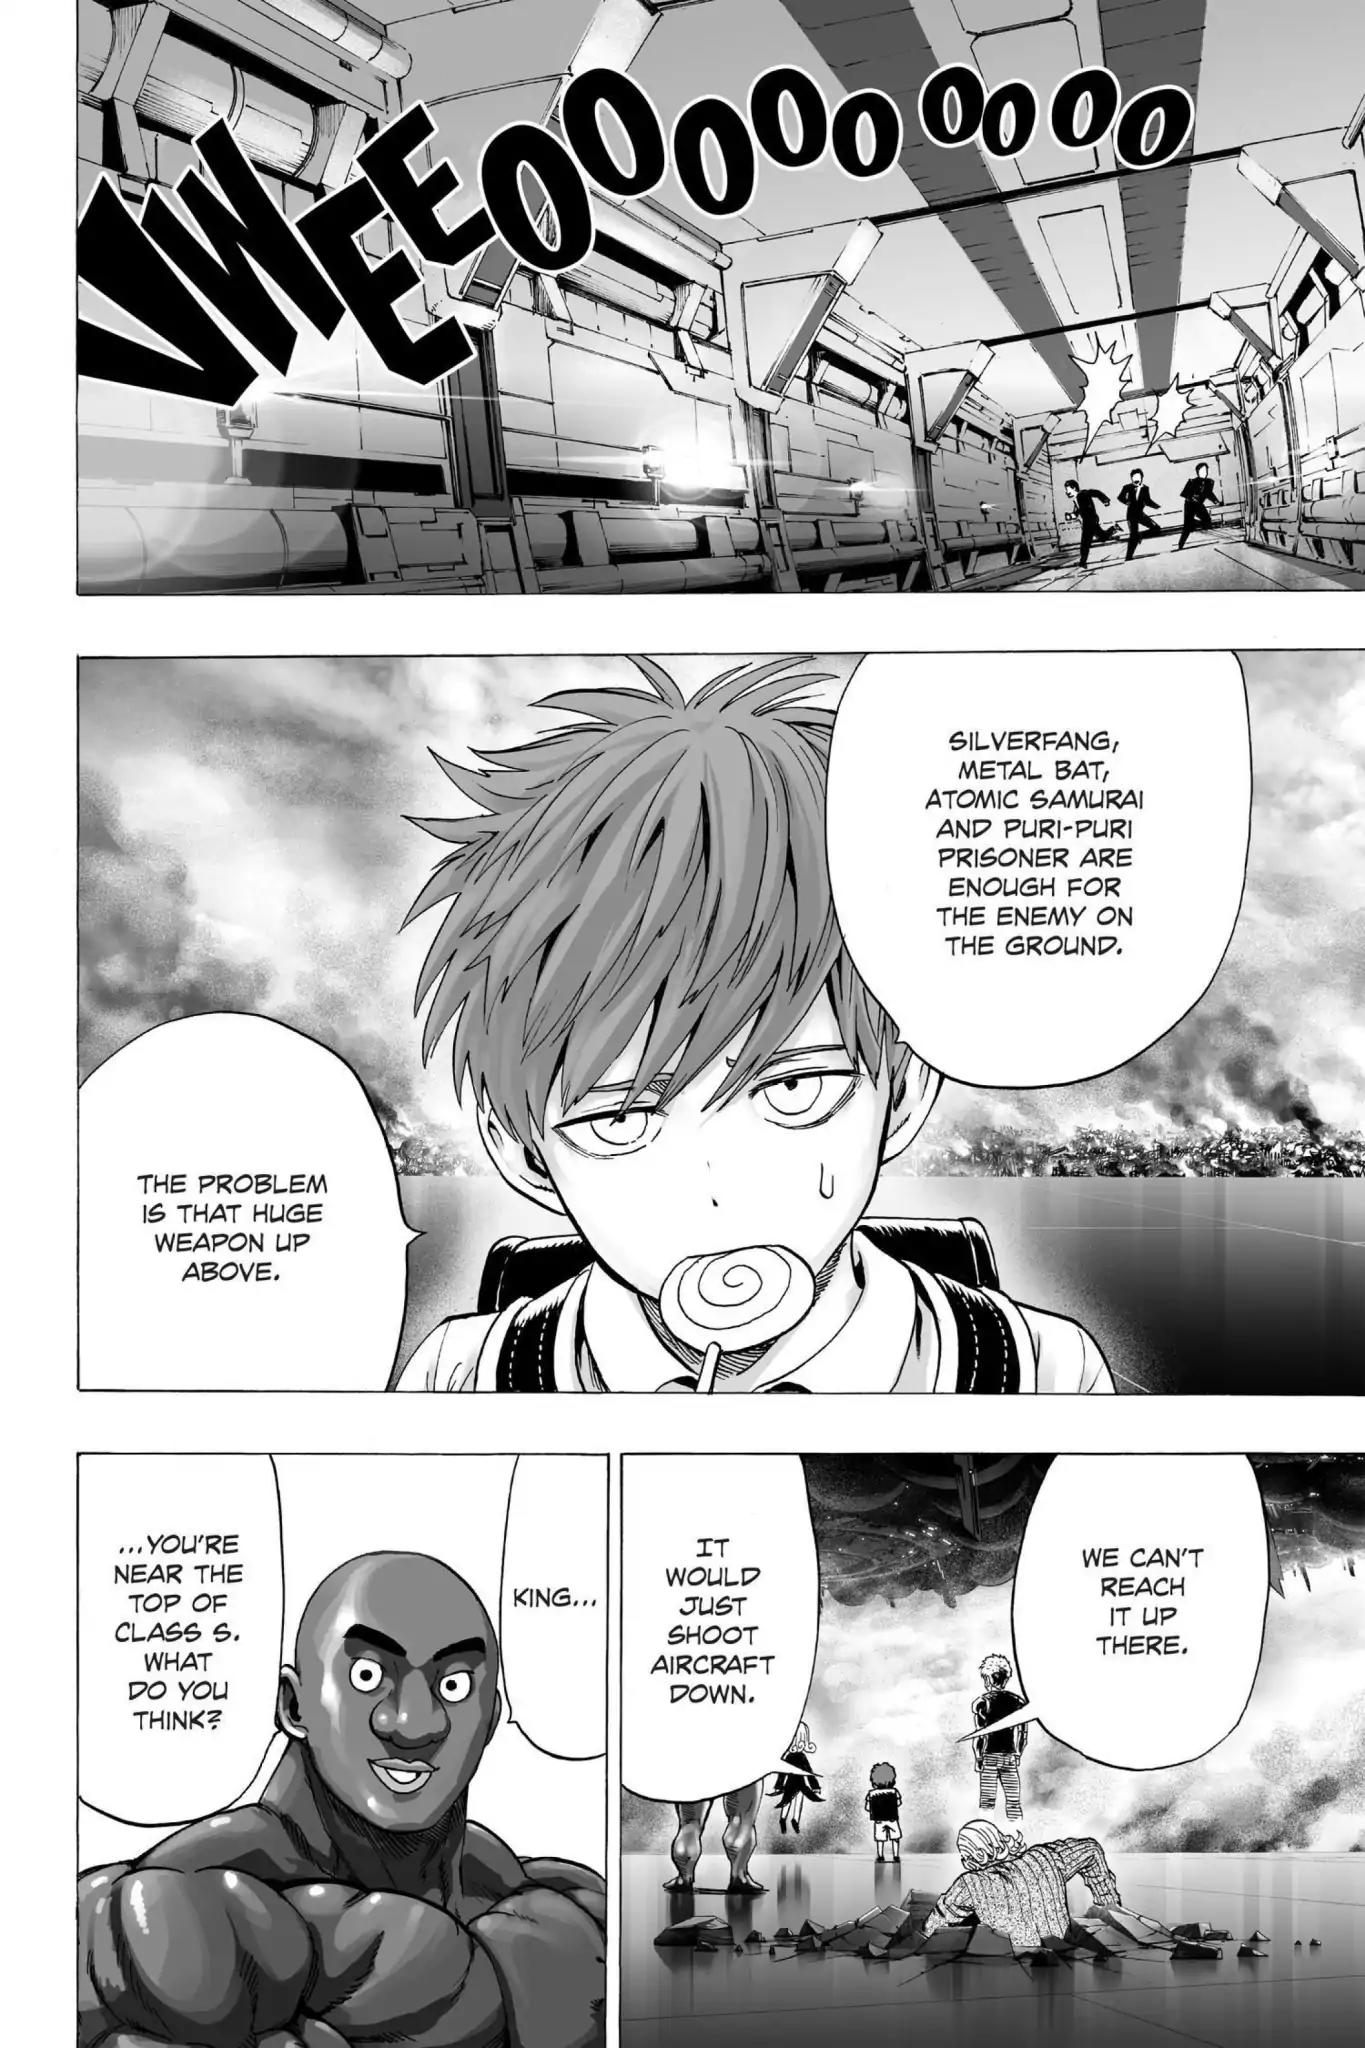 VWEEOOOOOOOOOO
SILVERFANG,
METAL BAT,
ATOMIC SAMURAI
AND PURI-PURI
PRISONER ARE
ENOUGH FOR
THE ENEMY ON
THE GROUND.
THE PROBLEM
IS THAT HUGE
WEAPON UP
ABOVE.
WE CAN'T
REACH
IT UP
THERE.
IT
WOULD
JUST
SHOOT
AIRCRAFT
DOWN.
KING...
...YOU'RE
NEAR THE
TOP OF
CLASS S.
WHAT
DO YOU
THINK?